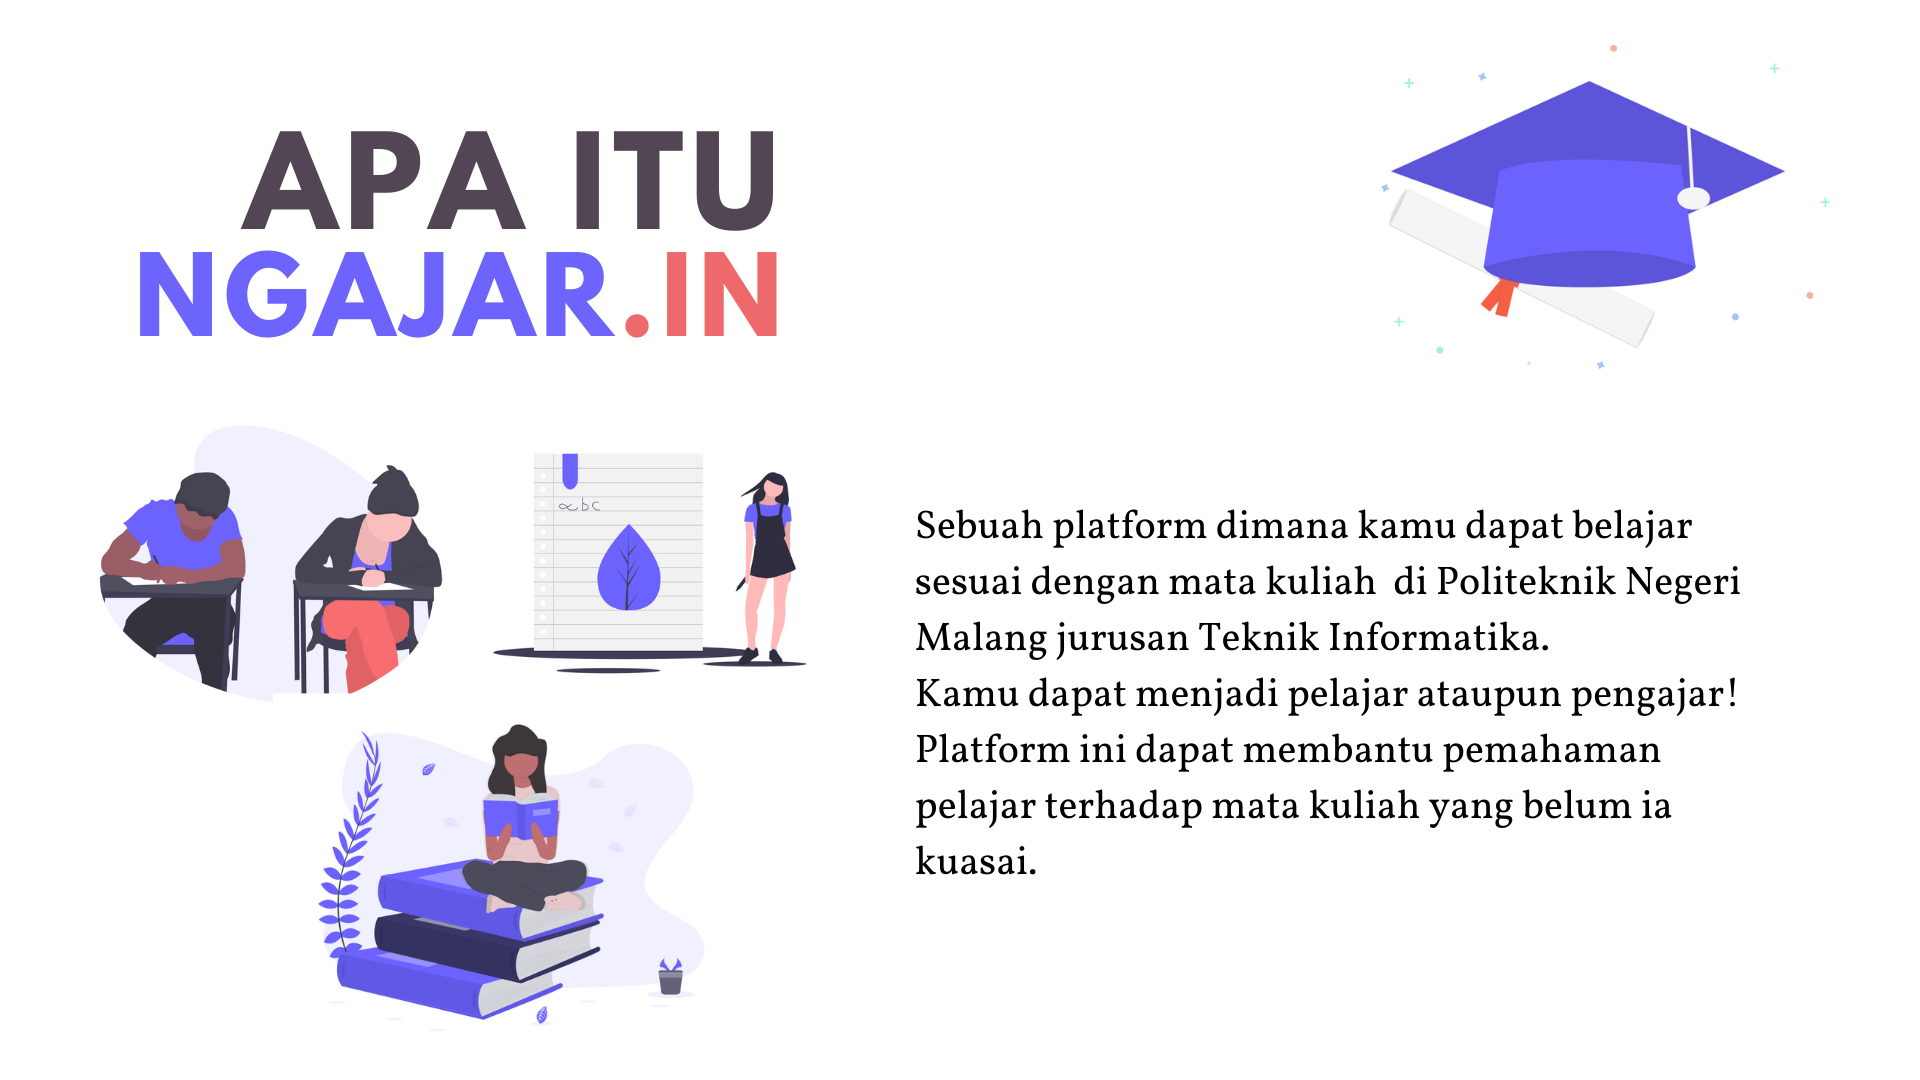 APA ITU
NGAJAR.IN
abc
Sebuah platform dimana kamu dapat belajar
sesuai dengan mata kuliah  di Politeknik Negeri
Malang jurusan Teknik Informatika.
Kamu dapat menjadi pelajar ataupun pengajar!
Platform ini dapat membantu pemahaman
pelajar terhadap mata kuliah yang belum ia
kuasai.